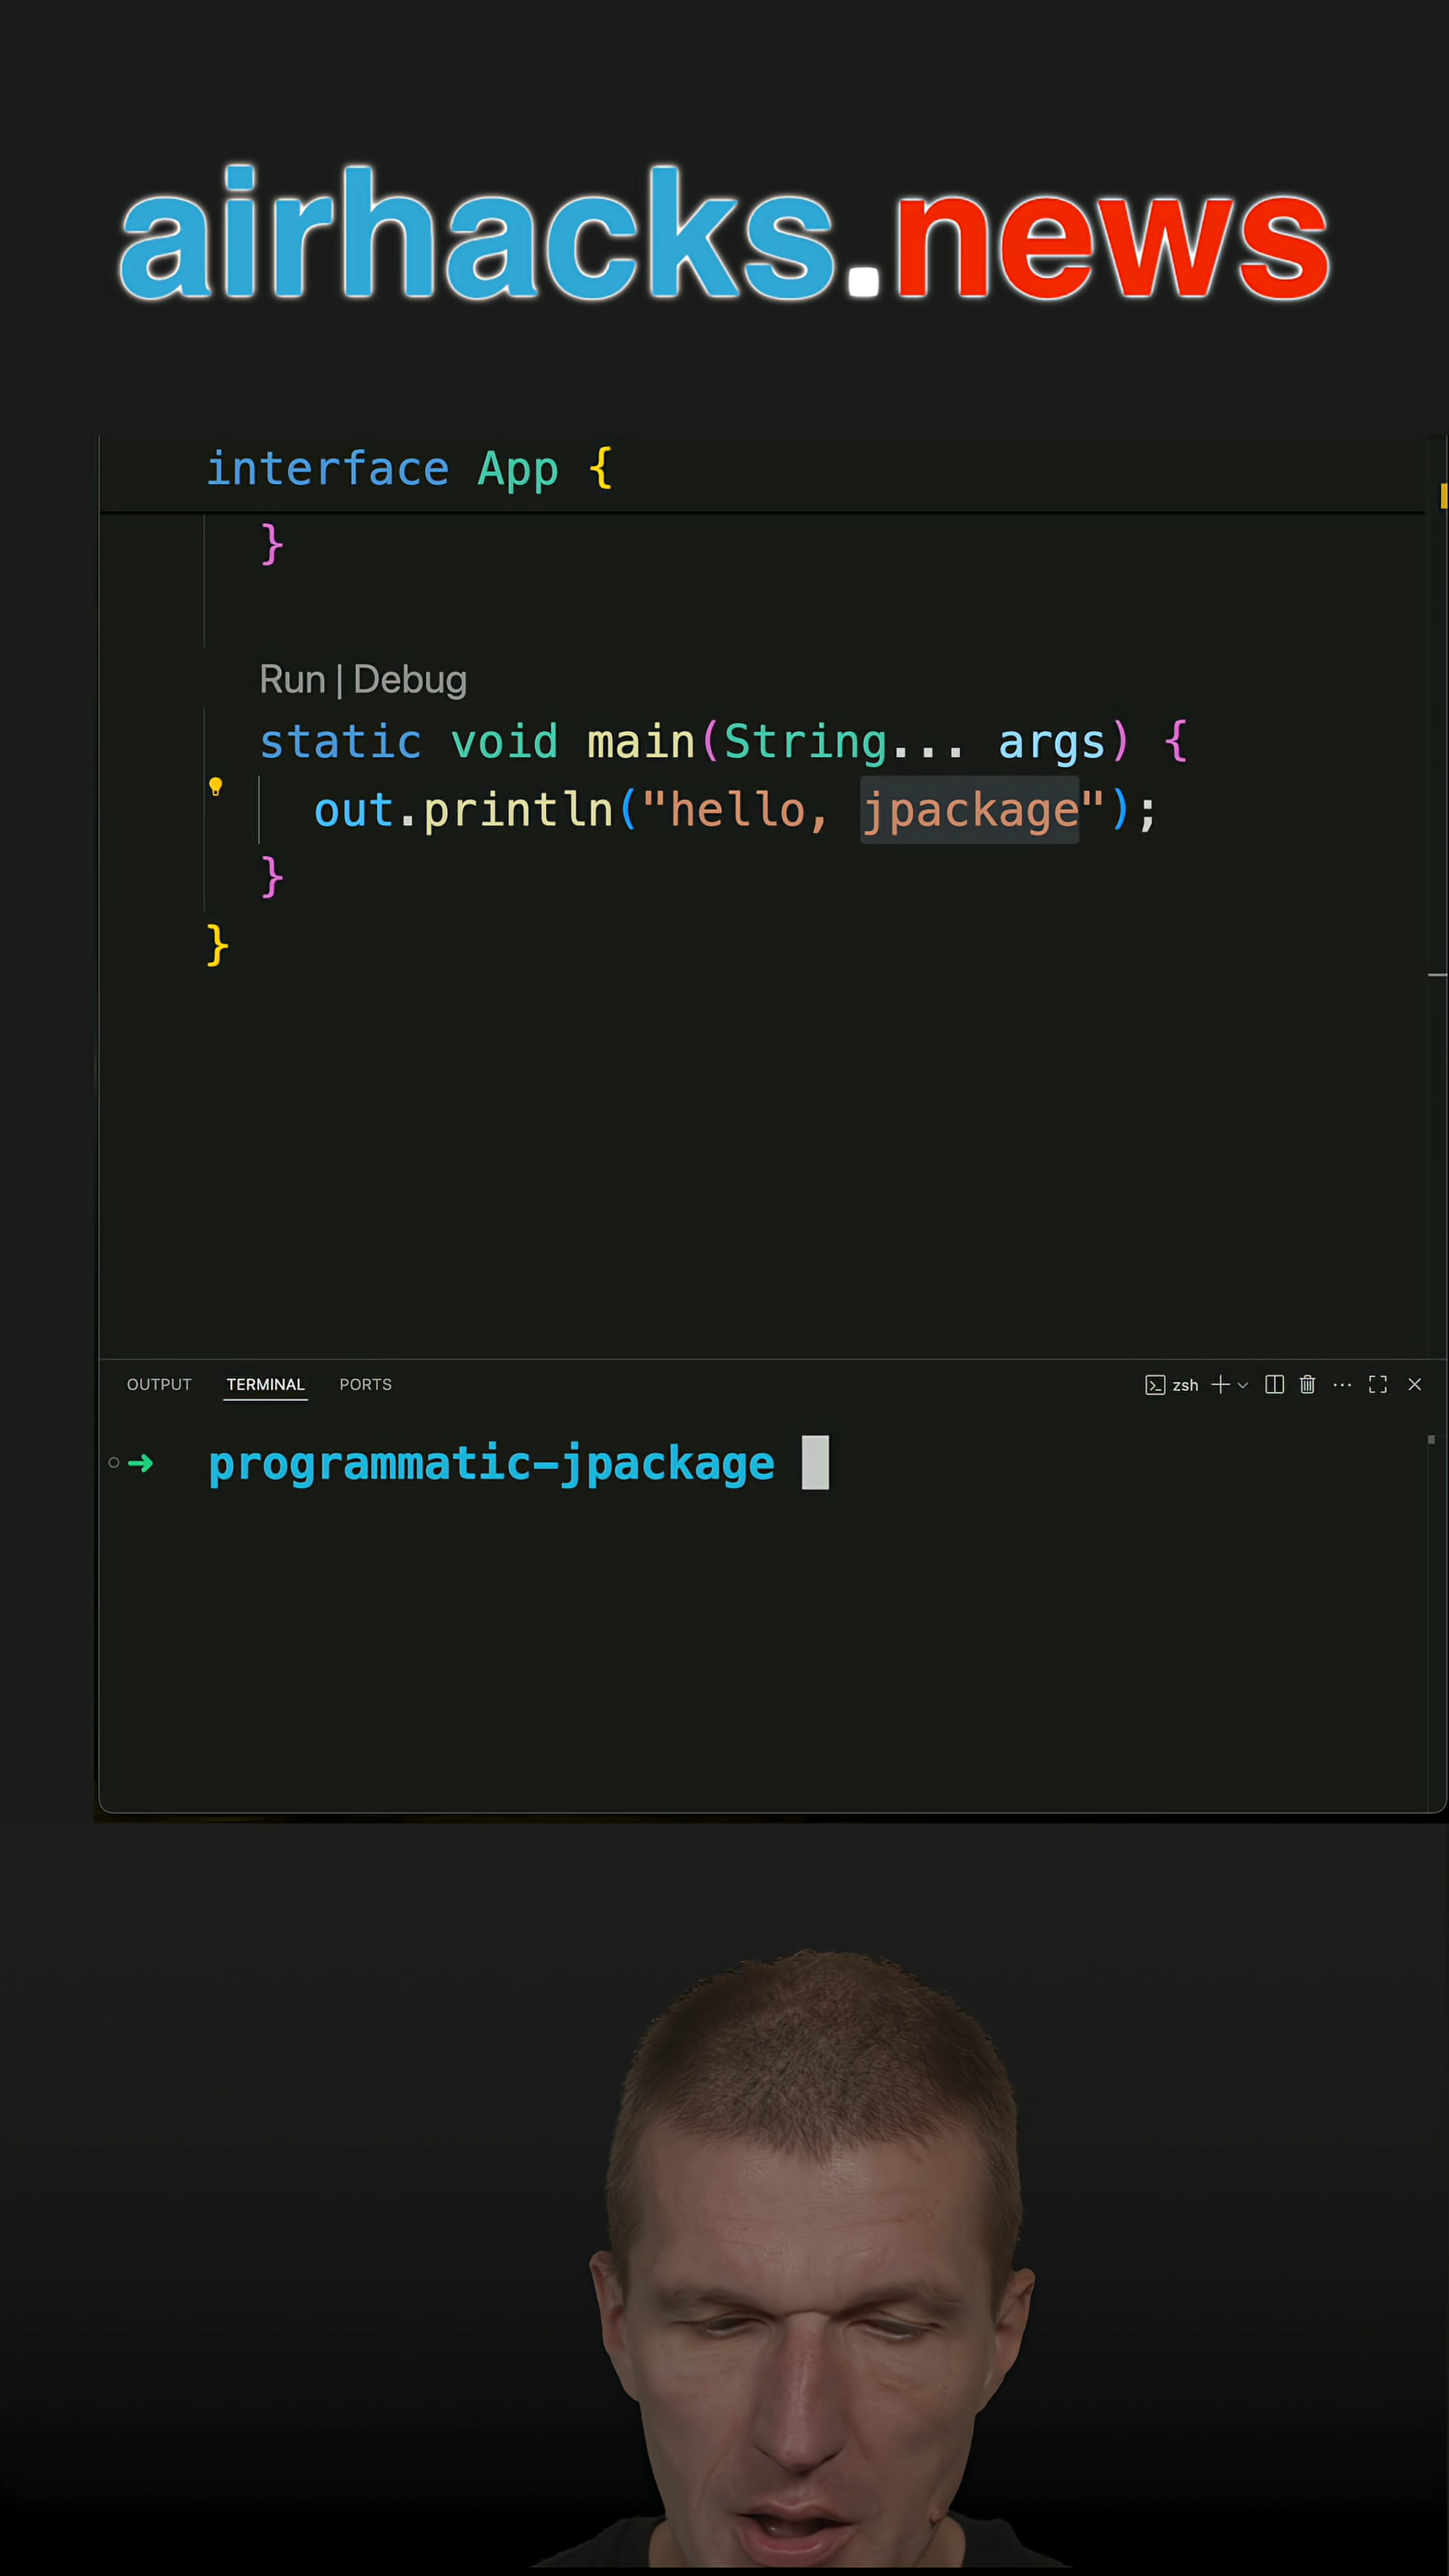 airhacks.news
interface App {
}
Run | Debug
static void main(String... args) {
out.println("hello, jpackage");
}
}
OUTPUT TERMINAL PORTS zsh
programmatic-jpackage